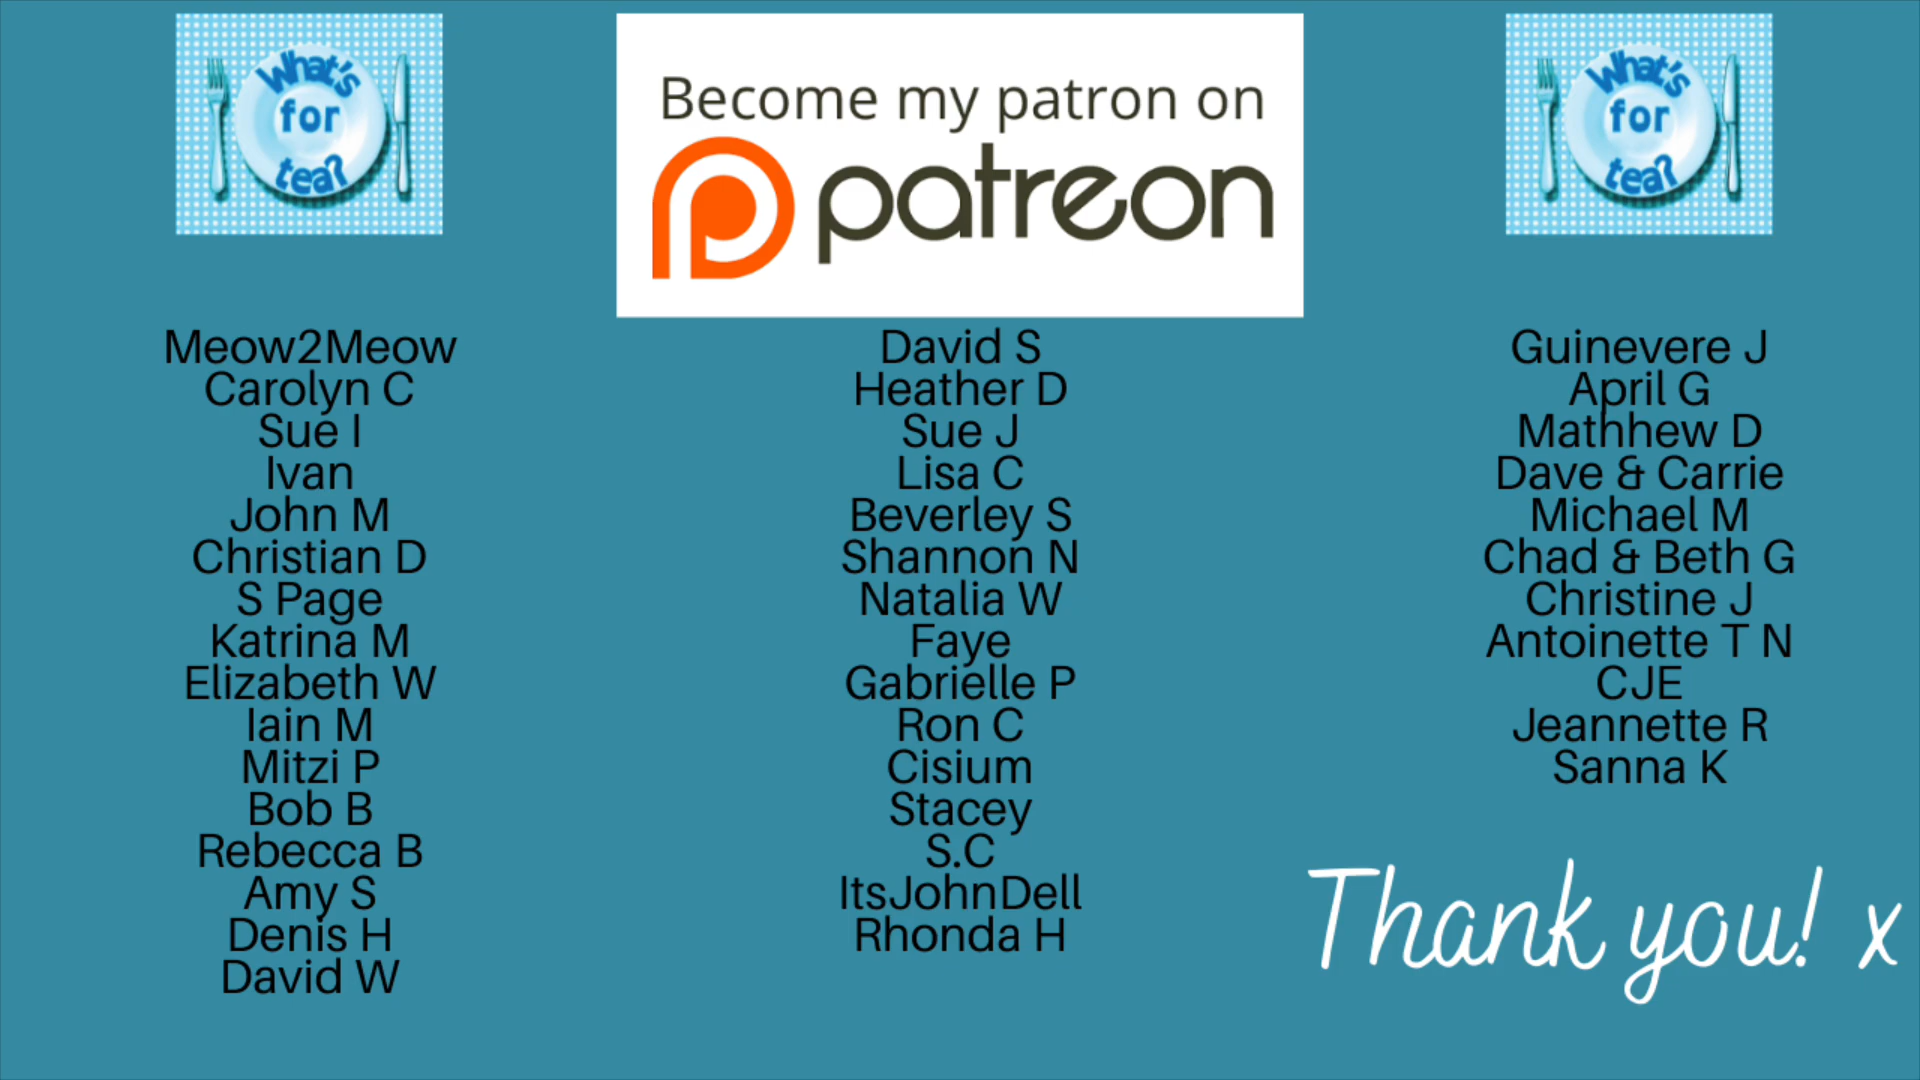 What's
for
tea?
Become my patron on
patreon
What's
for
tea?
Meow2Meow
Carolyn C
Sue I
Ivan
John M
Christian D
S Page
Katrina M
Elizabeth W
Iain M
Mitzi P
Bob B
Rebecca B
Amy S
Denis H
David W
David S
Heather D
Sue J
Lisa C
Beverley S
Shannon N
Natalia W
Faye
Gabrielle P
Ron C
Cisium
Stacey
S.C
ItsJohnDell
Rhonda H
Guinevere J
April G
Mathhew D
Dave & Carrie
Michael M
Chad & Beth G
Christine J
Antoinette T N
CJE
Jeannette R
Sanna K
Thank you! x